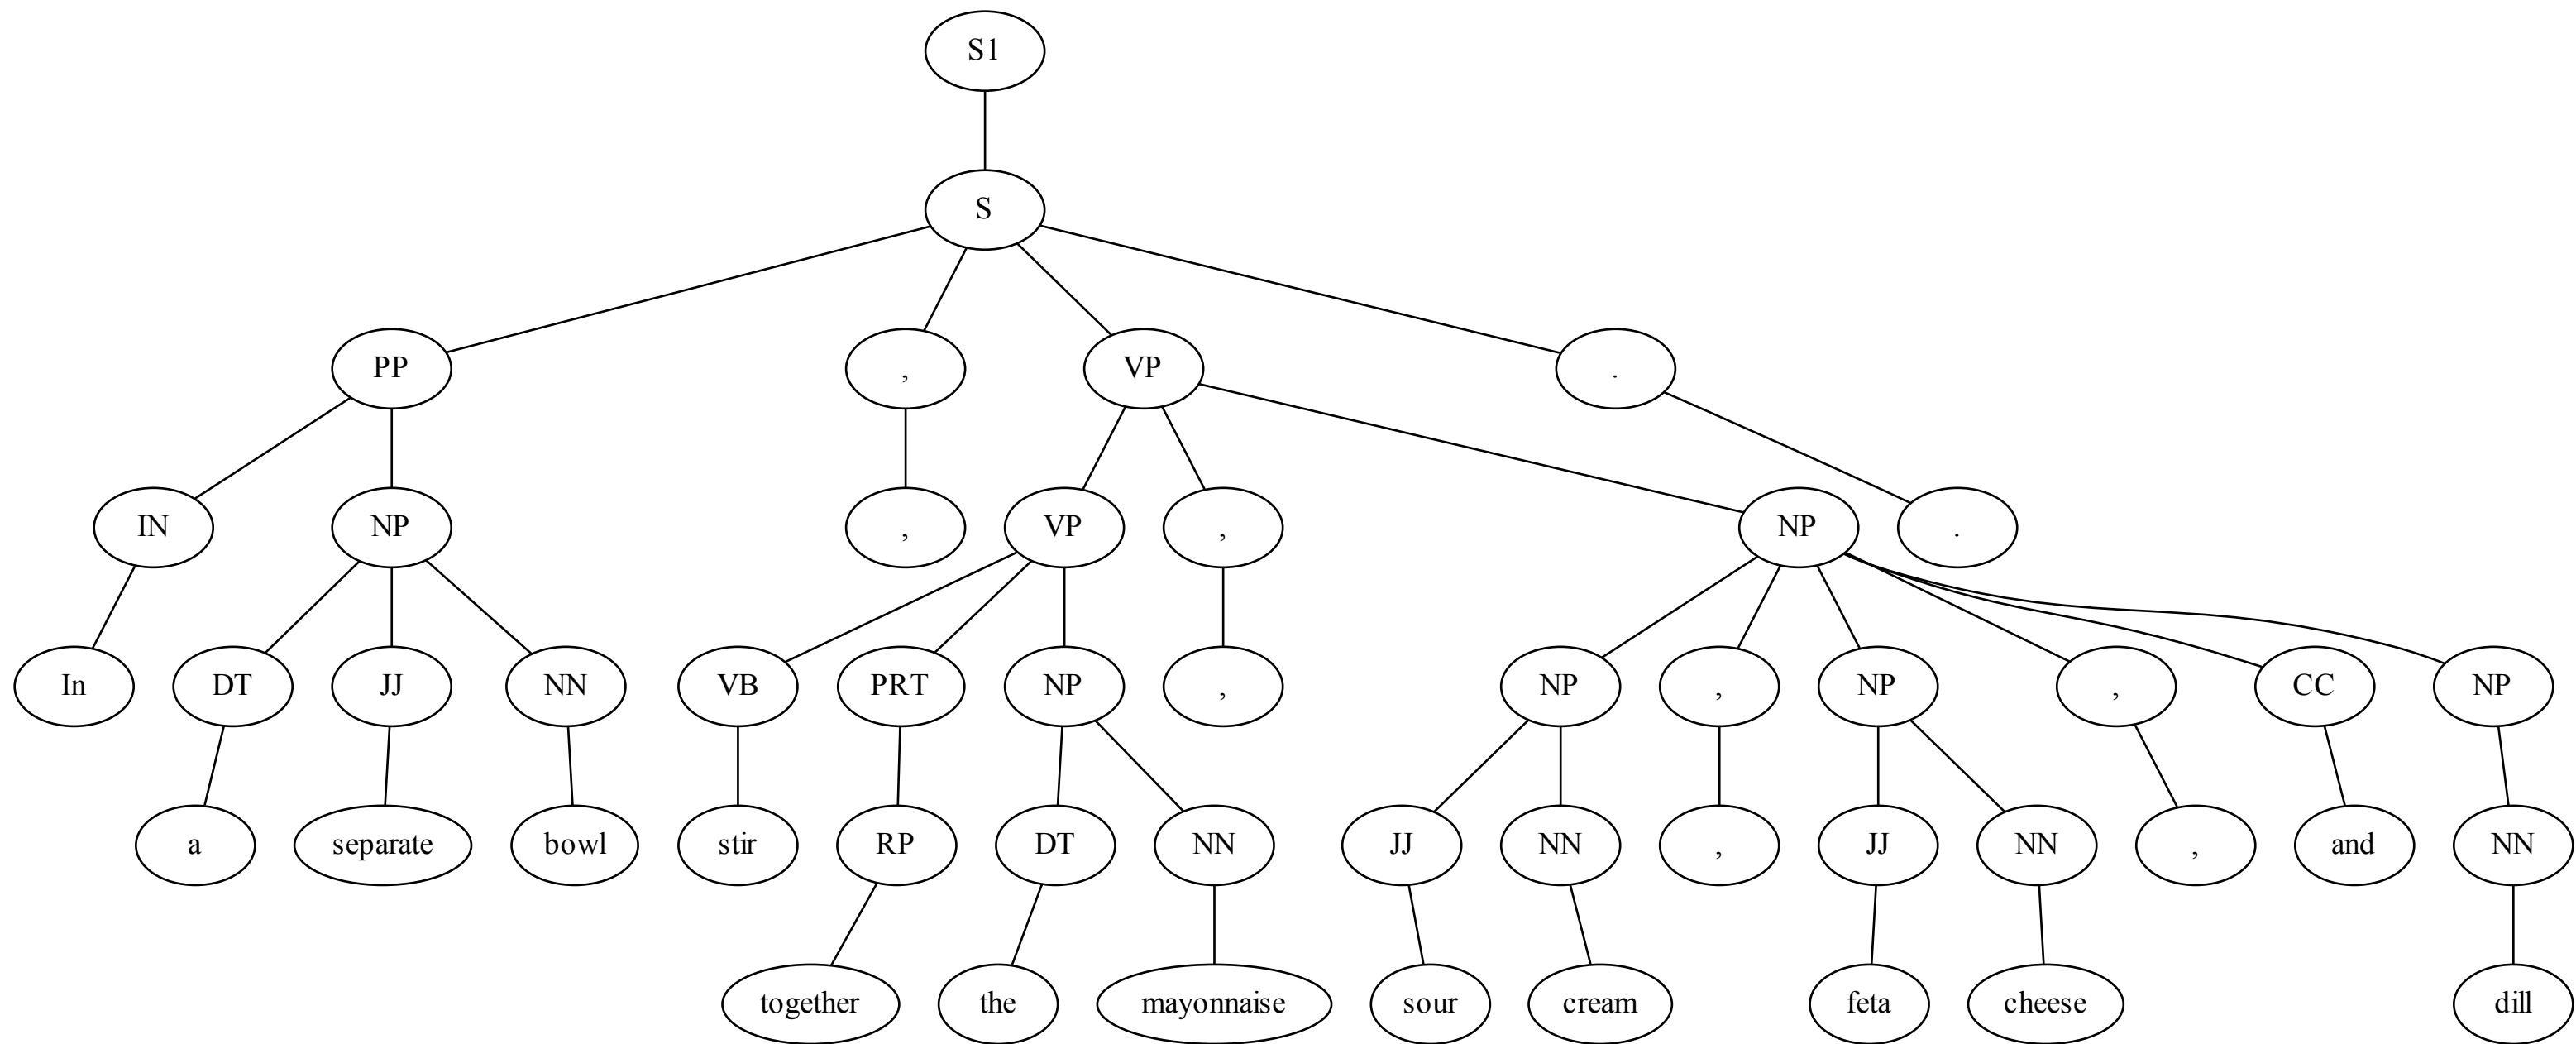 S1
S
PP , VP .
IN NP , VP , NP .
In DT JJ NN VB PRT NP , NP , NP , CC NP
a separate bowl stir RP DT NN JJ NN , JJ NN , and NN
together the mayonnaise sour cream feta cheese dill